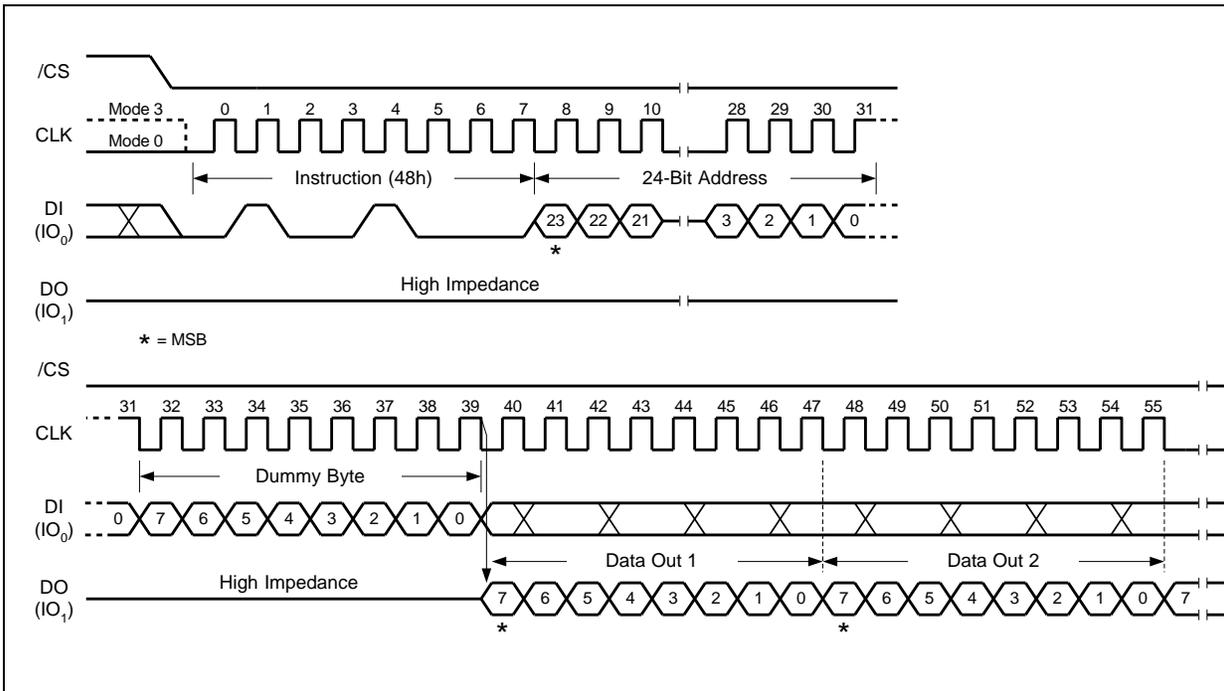 /CS
Mode 3 0 1 2 3 4 5 6 7 8 9 10 28 29 30 31
CLK
Mode 0
Instruction (48h) 24-Bit Address
DI
(IO0) 23 22 21 3 2 1 0
*
DO High Impedance
(IO1)
* = MSB
/CS
31 32 33 34 35 36 37 38 39 40 41 42 43 44 45 46 47 48 49 50 51 52 53 54 55
CLK
Dummy Byte
DI
(IO0) 0 7 6 5 4 3 2 1 0
Data Out 1 Data Out 2
DO High Impedance
(IO1) 7 6 5 4 3 2 1 0 7 6 5 4 3 2 1 0 7
* *